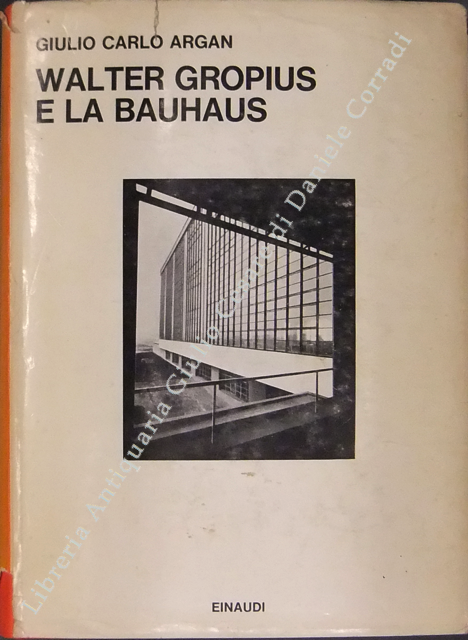 GIULIO CARLO ARGAN
WALTER GROPIUS
E LA BAUHAUS
Libreria Antiquaria Giulio Cesare di Daniele Corradi
EINAUDI